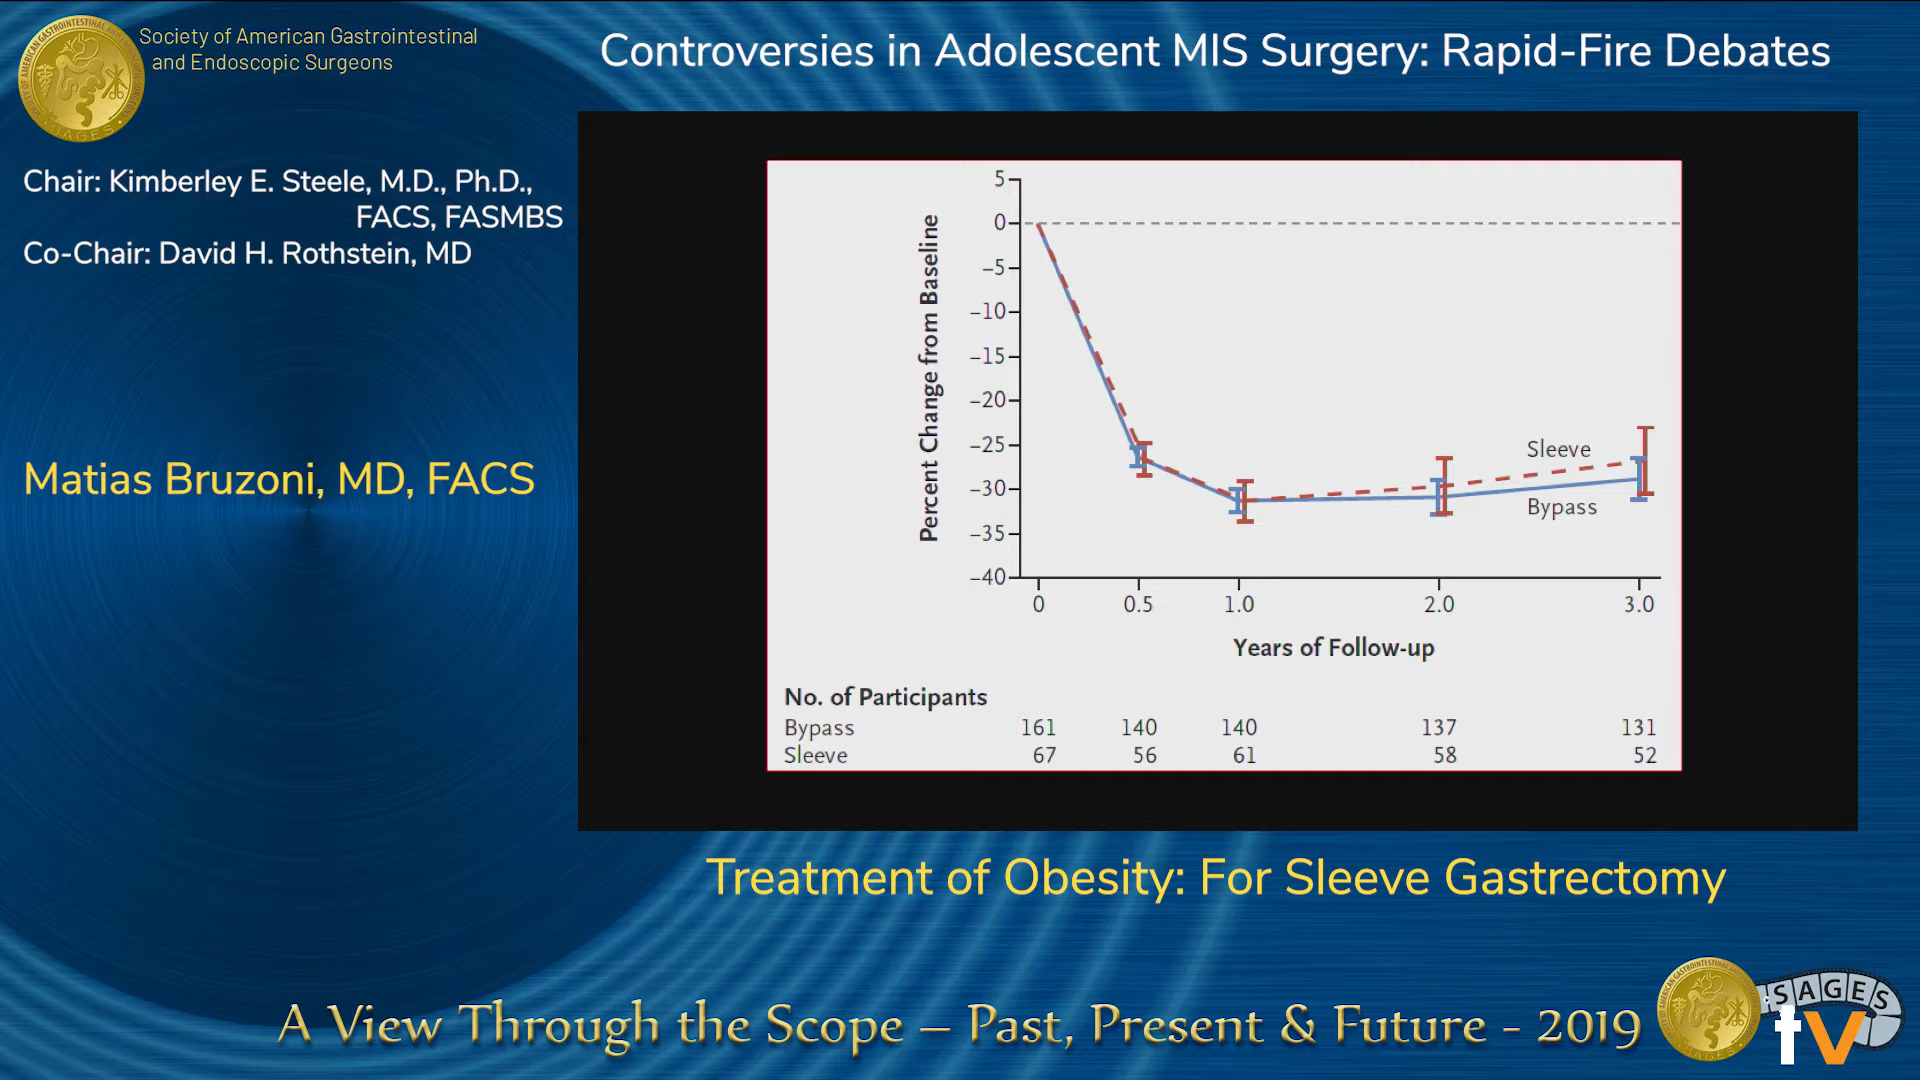 Society of American Gastrointestinal
and Endoscopic Surgeons
Controversies in Adolescent MIS Surgery: Rapid-Fire Debates
Chair: Kimberley E. Steele, M.D., Ph.D.,
FACS, FASMBS
Co-Chair: David H. Rothstein, MD
Matias Bruzoni, MD, FACS
Percent Change from Baseline
5
0
–5
–10
–15
–20
–25
–30
–35
–40
Sleeve
Bypass
0 0.5 1.0 2.0 3.0
Years of Follow-up
No. of Participants
Bypass 161 140 140 137 131
Sleeve 67 56 61 58 52
Treatment of Obesity: For Sleeve Gastrectomy
A View Through the Scope – Past, Present & Future - 2019
SAGES
tv